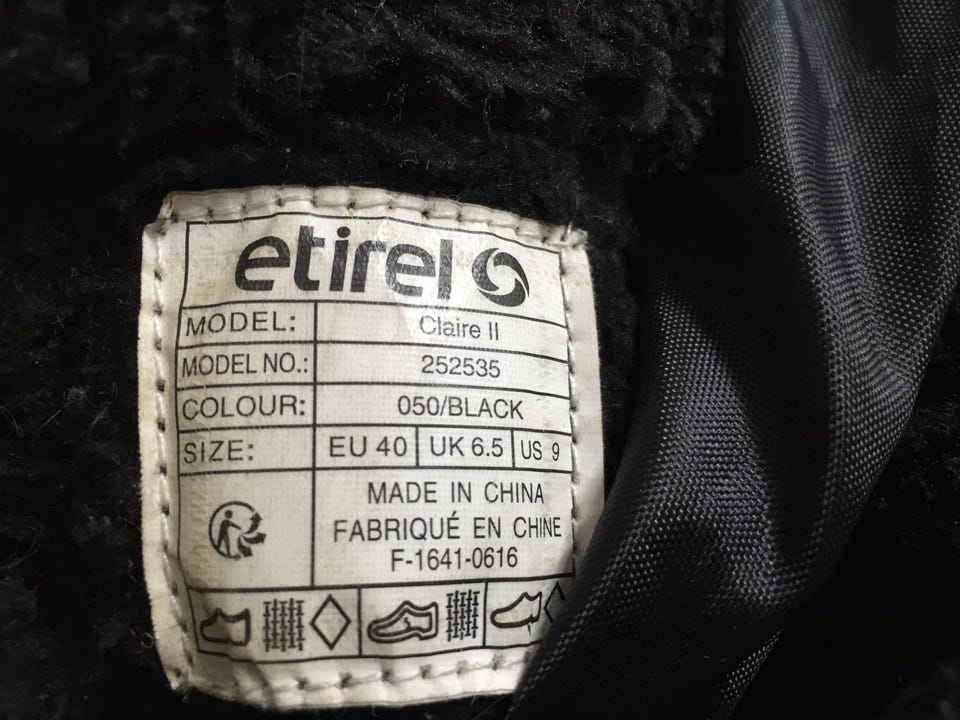 etirel
MODEL: Claire II
MODEL NO.: 252535
COLOUR: 050/BLACK
SIZE: EU 40 UK 6.5 US 9
MADE IN CHINA
FABRIQUÉ EN CHINE
F-1641-0616